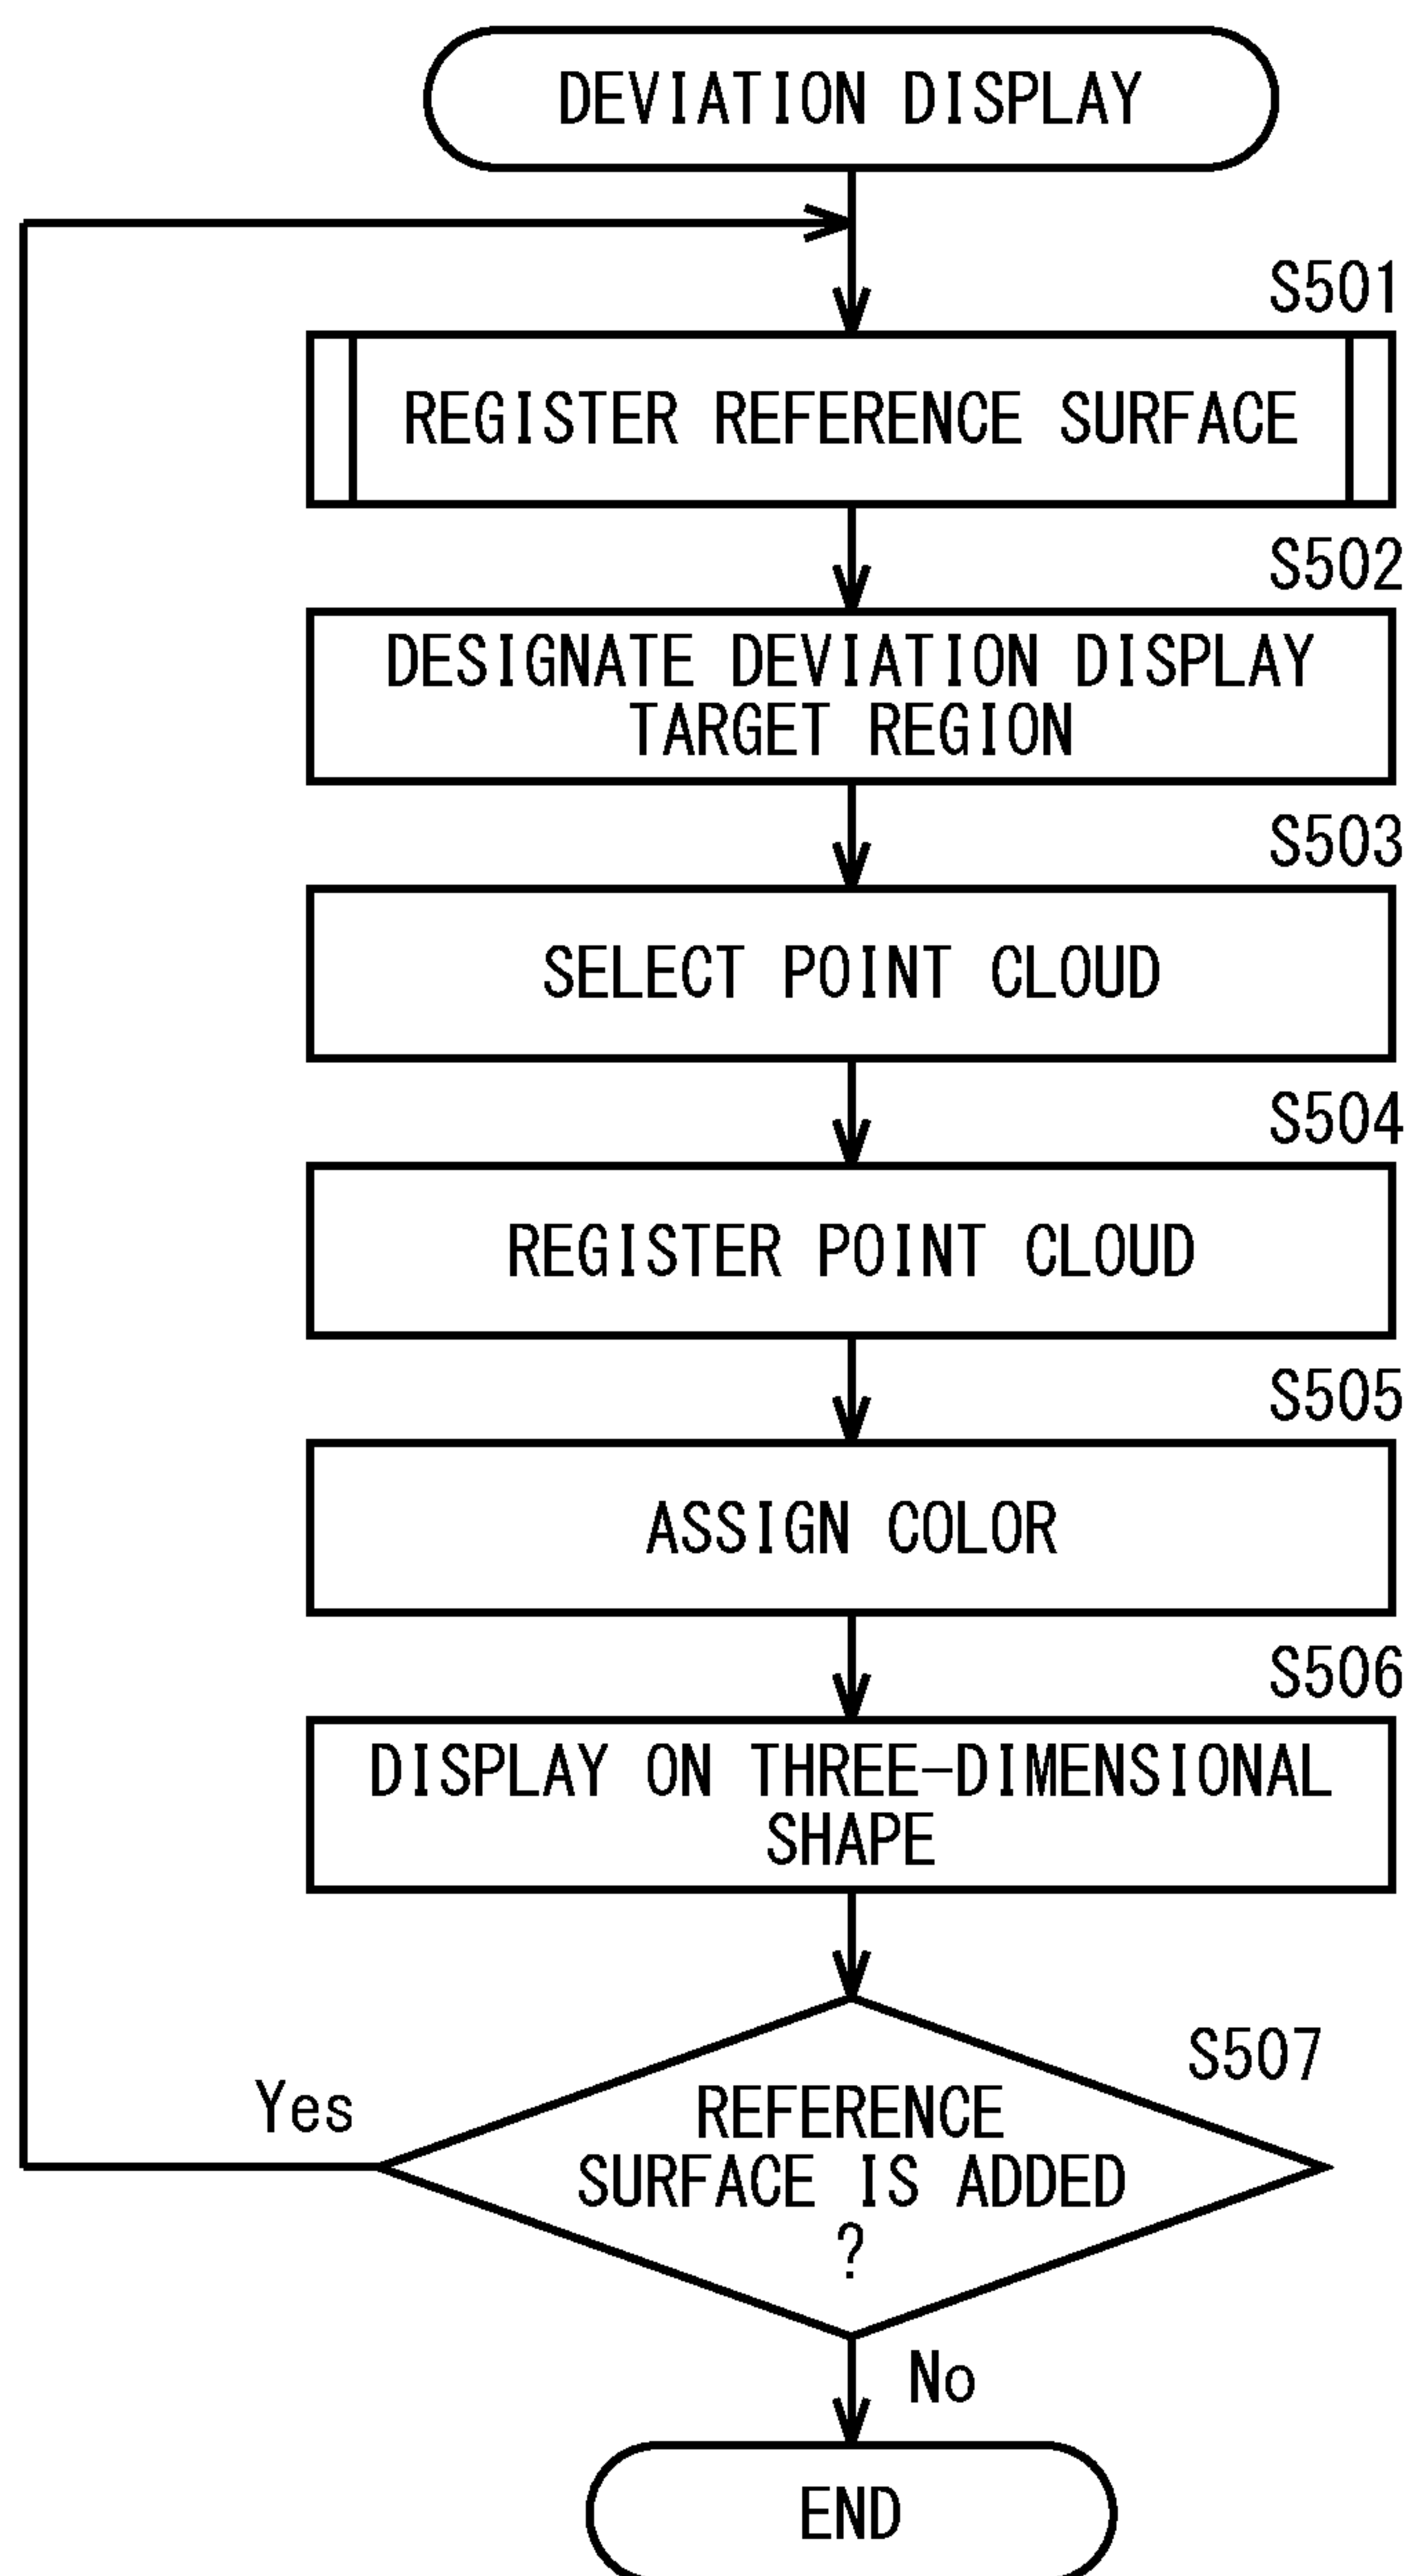 DEVIATION DISPLAY
S501
REGISTER REFERENCE SURFACE
S502
DESIGNATE DEVIATION DISPLAY
TARGET REGION
S503
SELECT POINT CLOUD
S504
REGISTER POINT CLOUD
S505
ASSIGN COLOR
S506
DISPLAY ON THREE-DIMENSIONAL
SHAPE
S507
Yes
REFERENCE
SURFACE IS ADDED
?
No
END